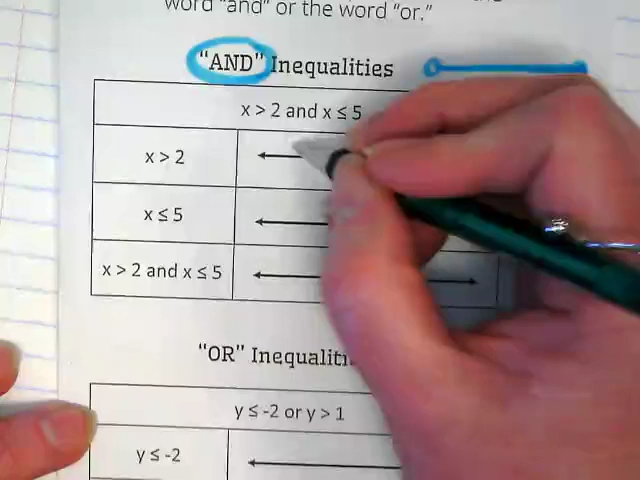 word “and” or the word “or.”
“AND” Inequalities
x > 2 and x ≤ 5
x > 2
x ≤ 5
x > 2 and x ≤ 5
“OR”
y ≤ -2 or y > 1
y ≤ -2